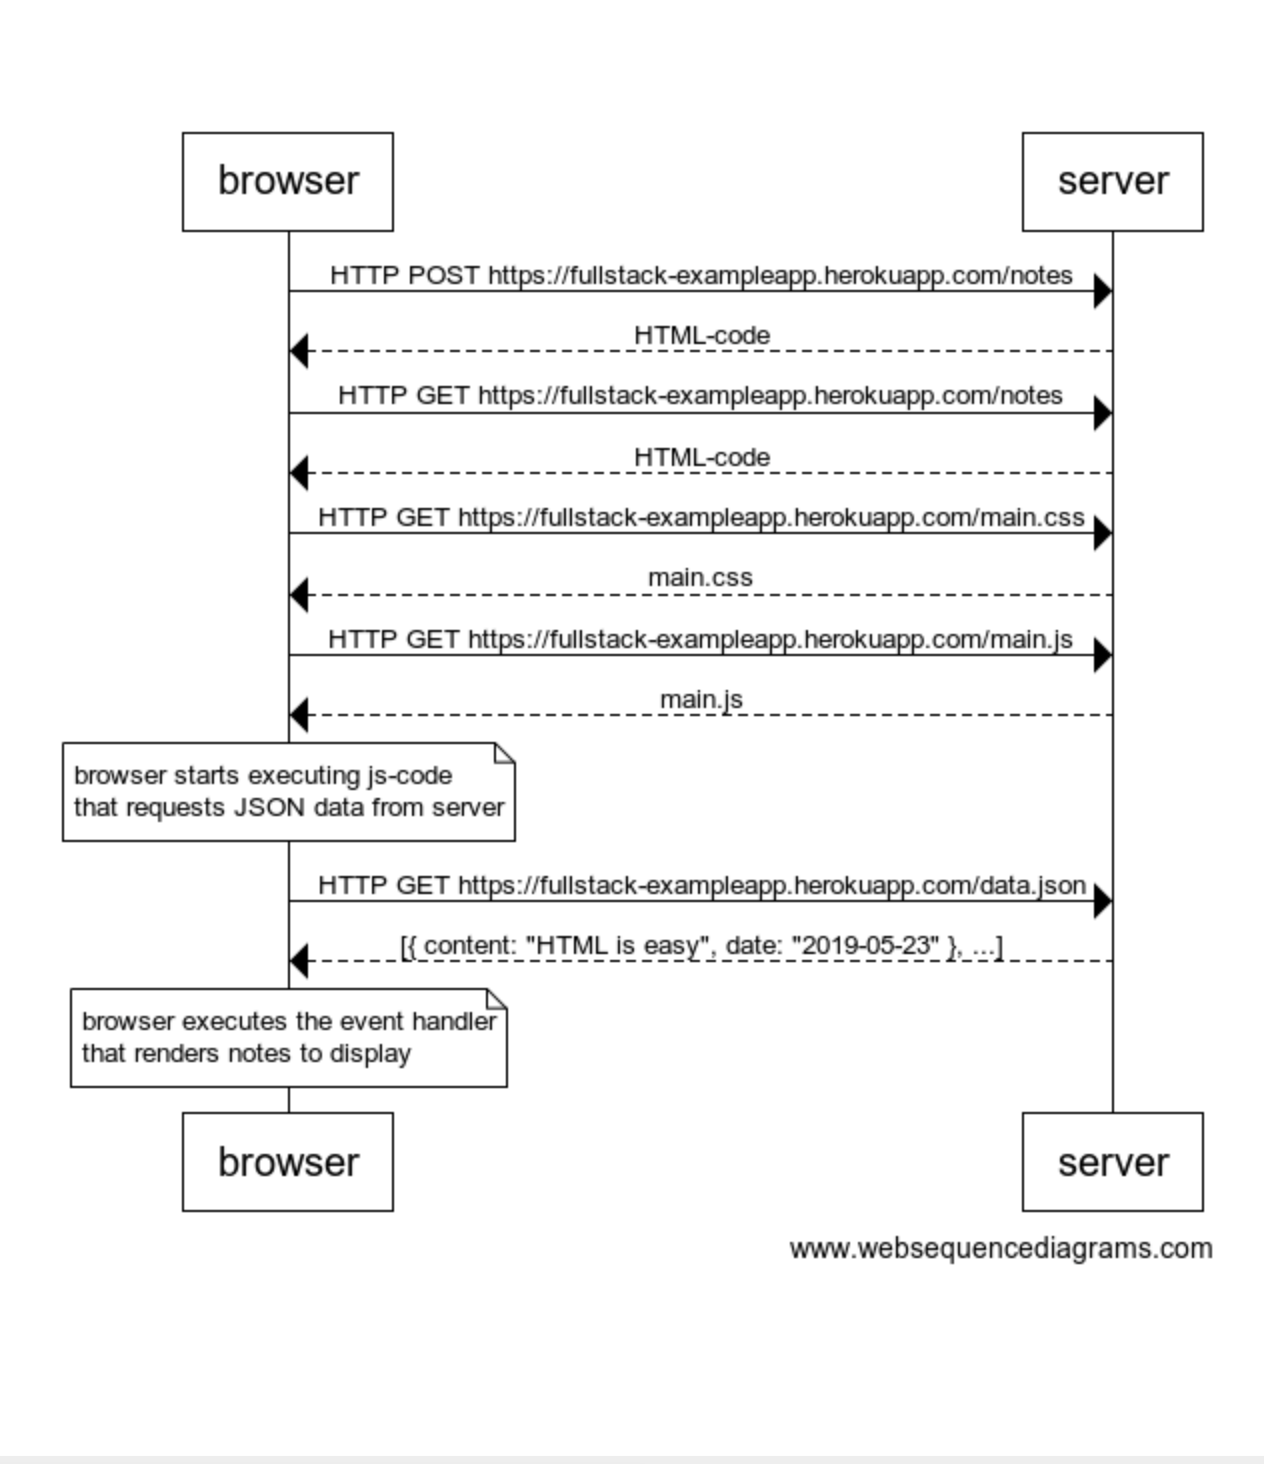 browser
server
HTTP POST https://fullstack-exampleapp.herokuapp.com/notes
HTML-code
HTTP GET https://fullstack-exampleapp.herokuapp.com/notes
HTML-code
HTTP GET https://fullstack-exampleapp.herokuapp.com/main.css
main.css
HTTP GET https://fullstack-exampleapp.herokuapp.com/main.js
main.js
browser starts executing js-code
that requests JSON data from server
HTTP GET https://fullstack-exampleapp.herokuapp.com/data.json
[{ content: "HTML is easy", date: "2019-05-23" }, ...]
browser executes the event handler
that renders notes to display
browser
server
www.websequencediagrams.com